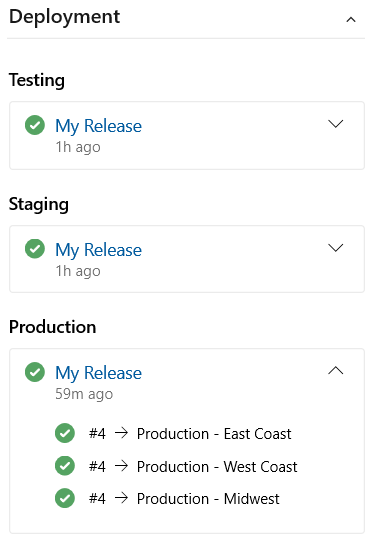 Deployment
Testing
My Release
1h ago
Staging
My Release
1h ago
Production
My Release
59m ago
#4 → Production - East Coast
#4 → Production - West Coast
#4 → Production - Midwest